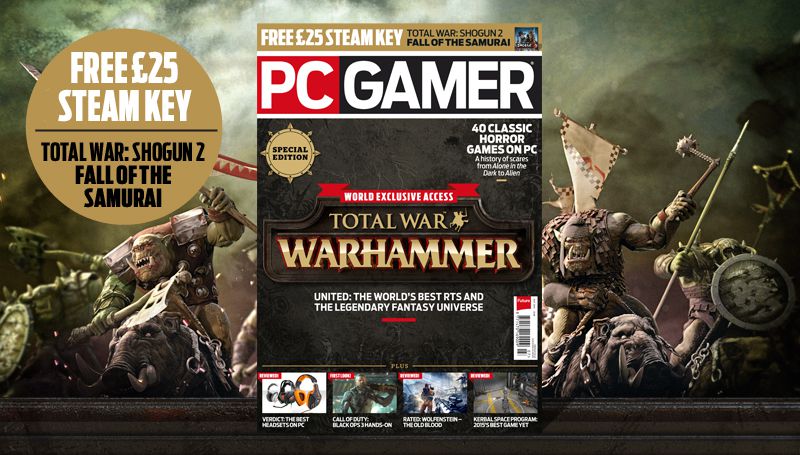 FREE £25
STEAM KEY
TOTAL WAR: SHOGUN 2
FALL OF THE
SAMURAI
FREE £25 STEAM KEY
TOTAL WAR: SHOGUN 2
FALL OF THE SAMURAI
PC GAMER
SPECIAL
EDITION
40 CLASSIC
HORROR
GAMES ON PC
A history of scares
from Alone in the
Dark to Alien
WORLD EXCLUSIVE ACCESS
TOTAL WAR
WARHAMMER
UNITED: THE WORLD'S BEST RTS AND
THE LEGENDARY FANTASY UNIVERSE
Future
PLUS
REVIEWED!
VERDICT: THE BEST
HEADSETS ON PC
FIRST LOOK!
CALL OF DUTY:
BLACK OPS 3 HANDS-ON
REVIEWED!
RATED: WOLFENSTEIN –
THE OLD BLOOD
REVIEWED!
KERBAL SPACE PROGRAM:
2015'S BEST GAME YET